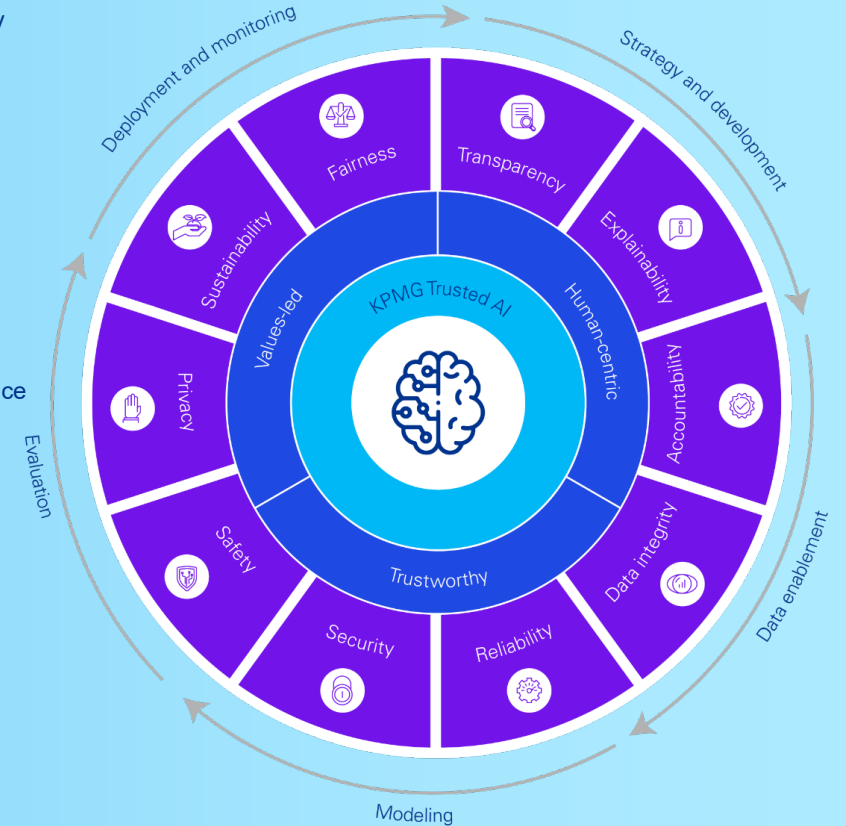 y
ce
Deployment and monitoring
Strategy and development
Data enablement
Modeling
Evaluation
Fairness
Transparency
Explainability
Accountability
Data integrity
Reliability
Security
Safety
Privacy
Sustainability
Values-led
Human-centric
Trustworthy
KPMG Trusted AI